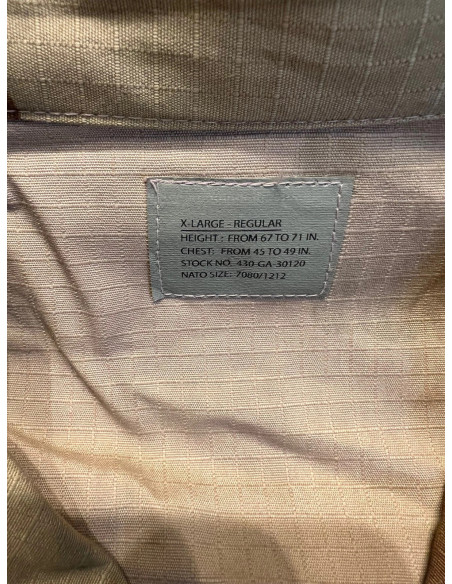 X-LARGE - REGULAR
HEIGHT: FROM 67 TO 71 IN.
CHEST: FROM 45 TO 49 IN.
STOCK NO. 430-GA-30120
NATO SIZE: 7080/1212